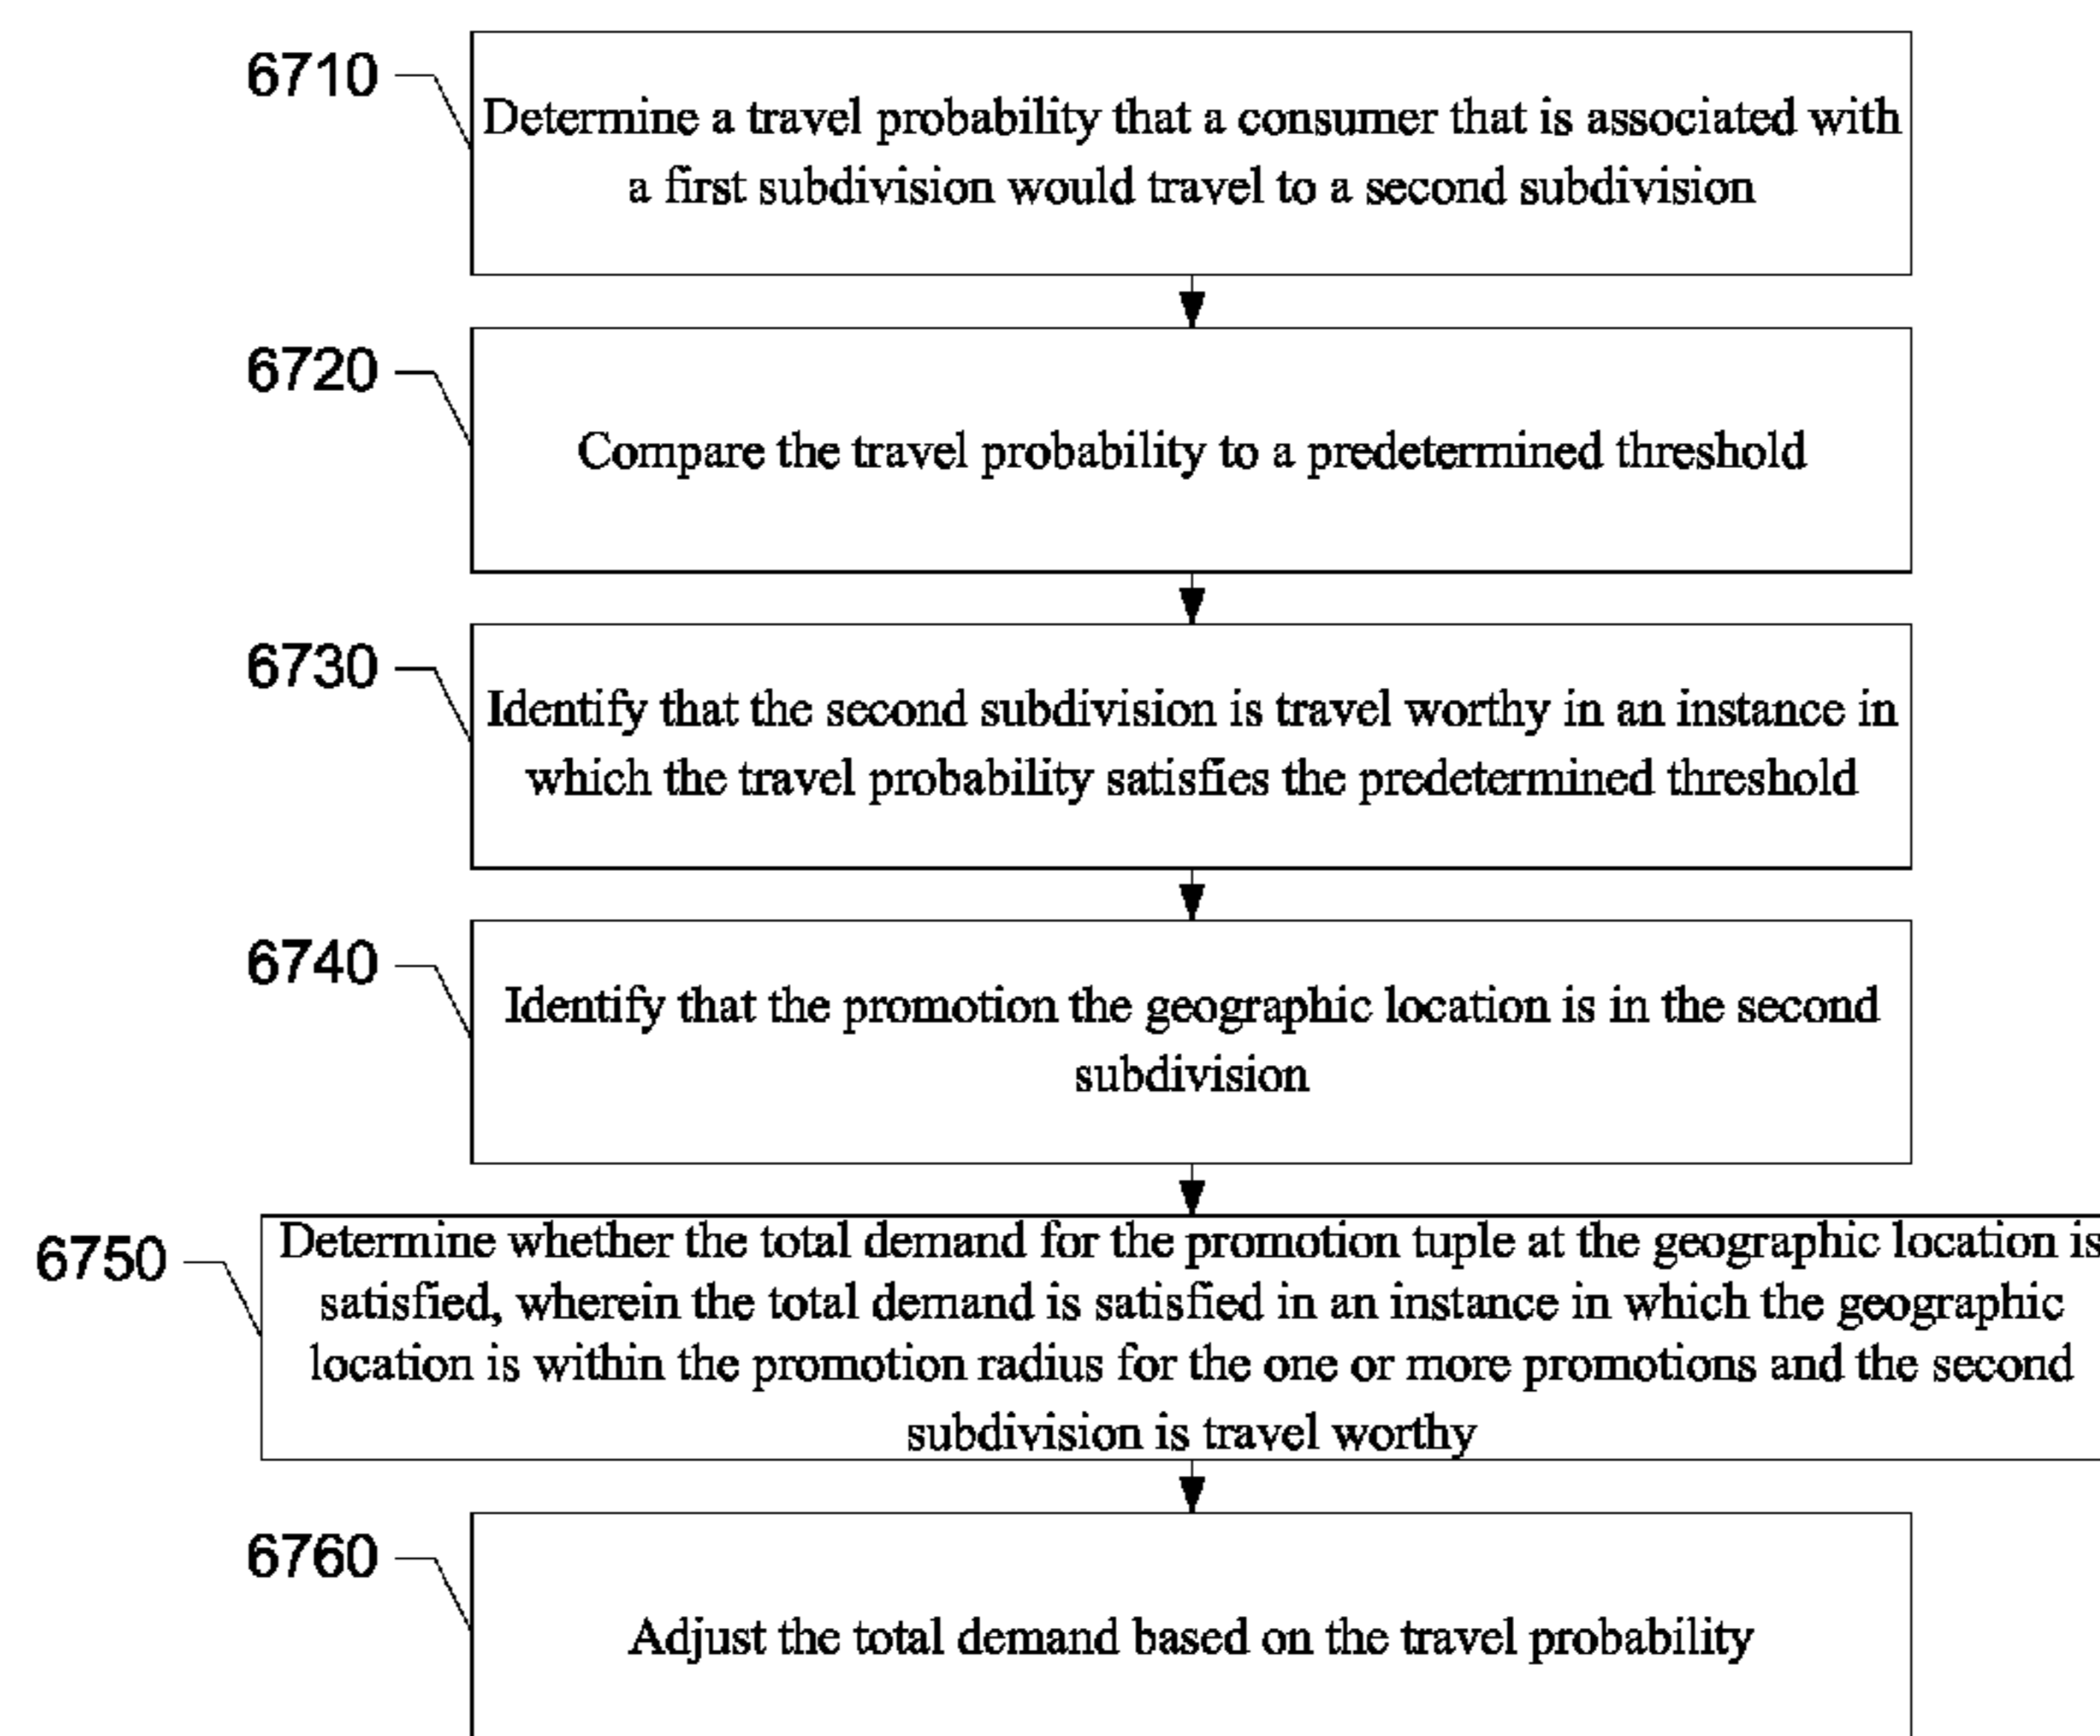 6710
Determine a travel probability that a consumer that is associated with
a first subdivision would travel to a second subdivision
6720
Compare the travel probability to a predetermined threshold
6730
Identify that the second subdivision is travel worthy in an instance in
which the travel probability satisfies the predetermined threshold
6740
Identify that the promotion the geographic location is in the second
subdivision
6750
Determine whether the total demand for the promotion tuple at the geographic location is
satisfied, wherein the total demand is satisfied in an instance in which the geographic
location is within the promotion radius for the one or more promotions and the second
subdivision is travel worthy
6760
Adjust the total demand based on the travel probability